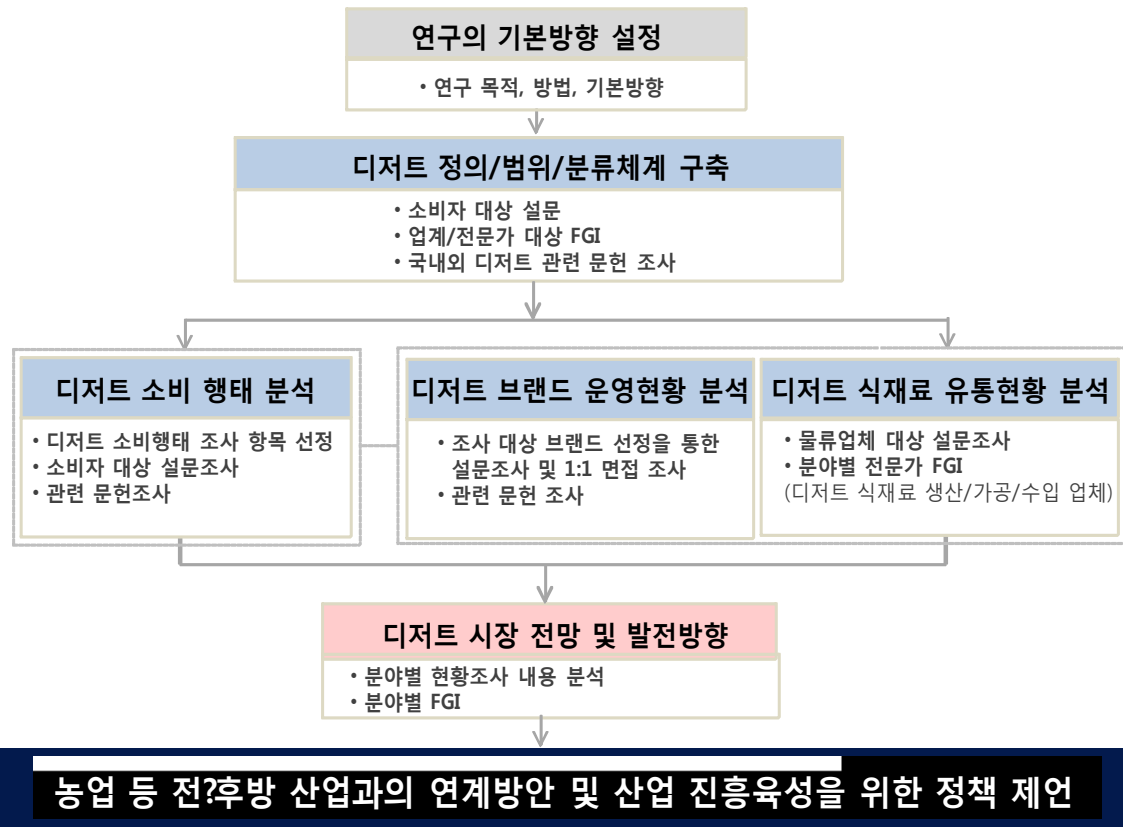 연구의 기본방향 설정
• 연구 목적, 방법, 기본방향
디저트 정의/범위/분류체계 구축
• 소비자 대상 설문
• 업계/전문가 대상 FGI
• 국내외 디저트 관련 문헌 조사
디저트 소비 행태 분석
• 디저트 소비행태 조사 항목 선정
• 소비자 대상 설문조사
• 관련 문헌조사
디저트 브랜드 운영현황 분석
• 조사 대상 브랜드 선정을 통한
설문조사 및 1:1 면접 조사
• 관련 문헌 조사
디저트 식재료 유통현황 분석
• 물류업체 대상 설문조사
• 분야별 전문가 FGI
(디저트 식재료 생산/가공/수입 업체)
디저트 시장 전망 및 발전방향
• 분야별 현황조사 내용 분석
• 분야별 FGI
농업 등 전?후방 산업과의 연계방안 및 산업 진흥육성을 위한 정책 제언